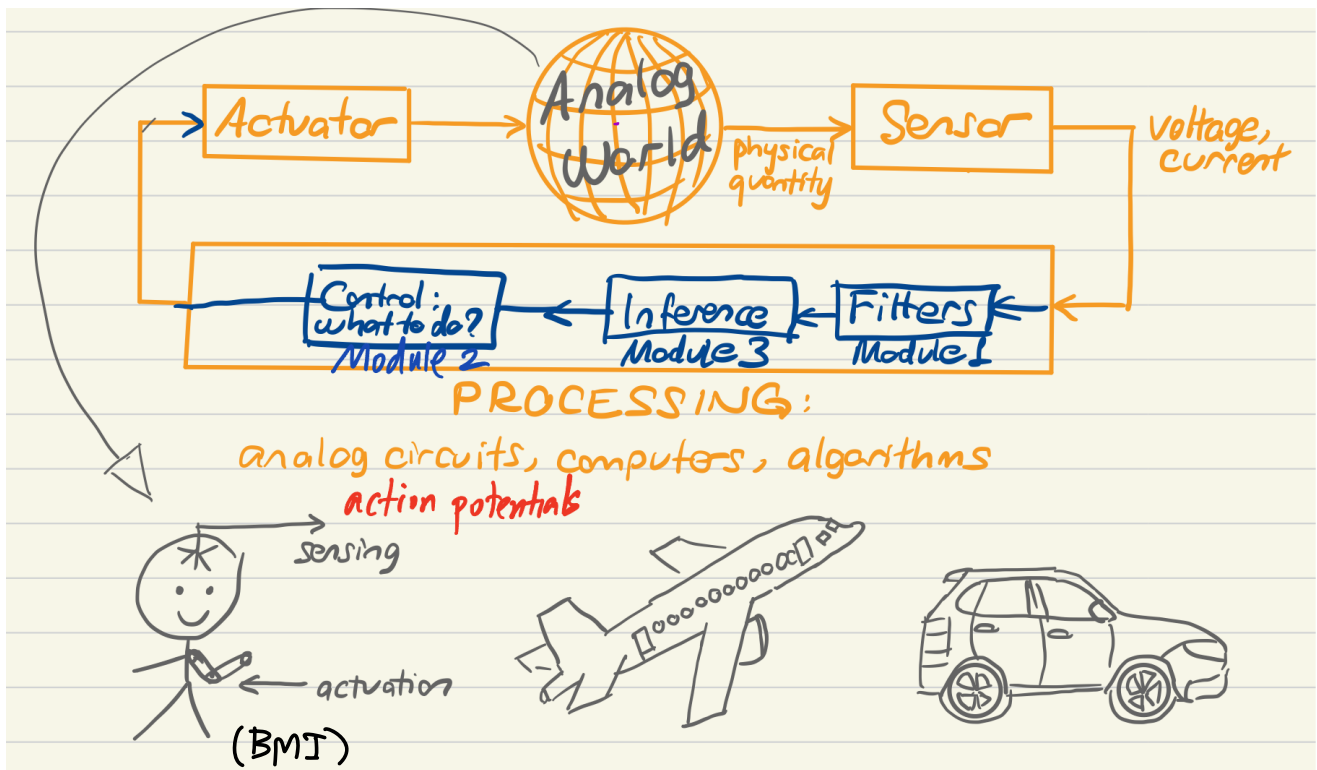 Actuator
Analog
World
physical
quantity
Sensor
voltage,
current
Control:
what to do?
Module 2
Inference
Module 3
Filters
Module 1
PROCESSING:
analog circuits, computers, algorithms
action potentials
sensing
actuation
(BMI)